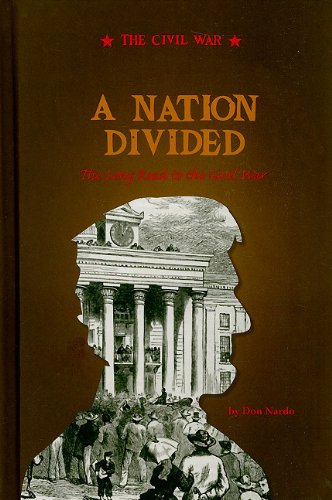 ★ THE CIVIL WAR ★
A NATION
DIVIDED
The Long Road to the Civil War
by Don Nardo